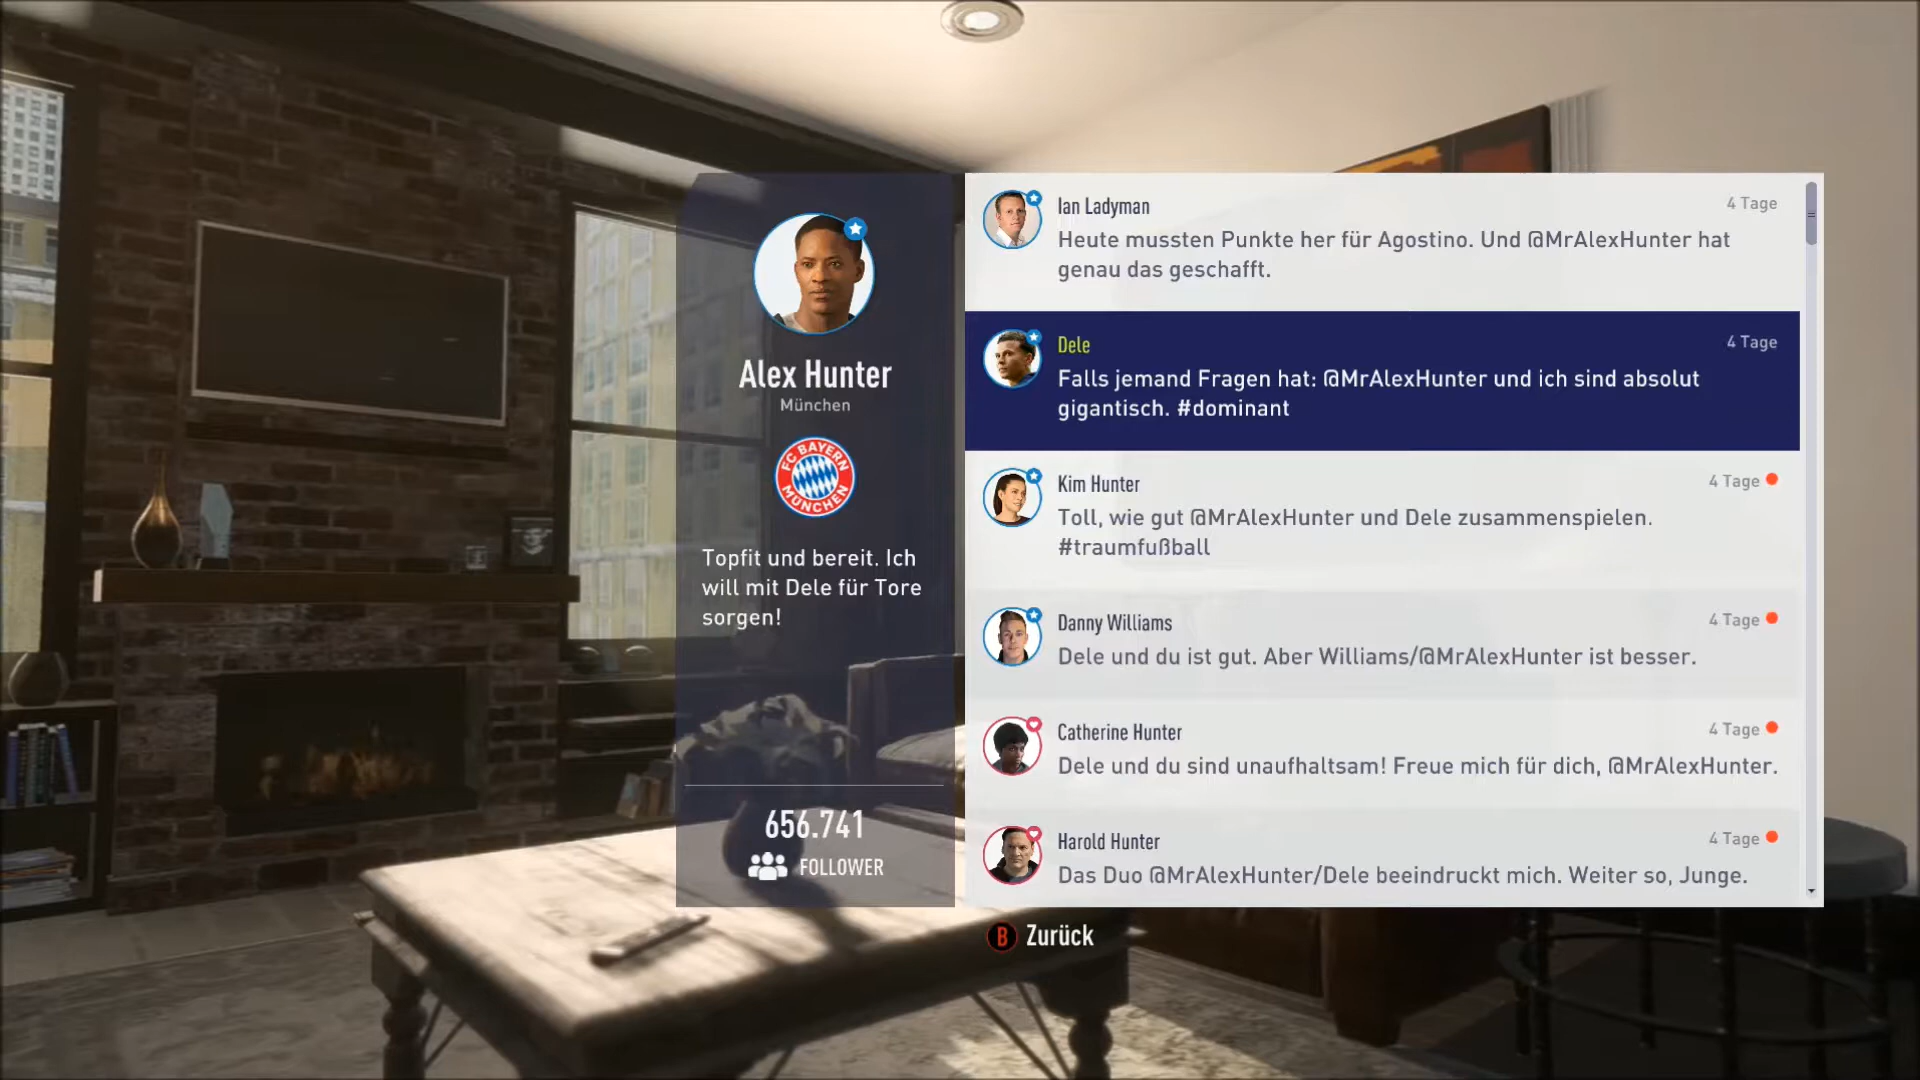 Alex Hunter
München
FC BAYERN
MÜNCHEN
Topfit und bereit. Ich
will mit Dele für Tore
sorgen!
656.741
FOLLOWER
Ian Ladyman
4 Tage
Heute mussten Punkte her für Agostino. Und @MrAlexHunter hat
genau das geschafft.
Dele
4 Tage
Falls jemand Fragen hat: @MrAlexHunter und ich sind absolut
gigantisch. #dominant
Kim Hunter
4 Tage
Toll, wie gut @MrAlexHunter und Dele zusammenspielen.
#traumfußball
Danny Williams
4 Tage
Dele und du ist gut. Aber Williams/@MrAlexHunter ist besser.
Catherine Hunter
4 Tage
Dele und du sind unaufhaltsam! Freue mich für dich, @MrAlexHunter.
Harold Hunter
4 Tage
Das Duo @MrAlexHunter/Dele beeindruckt mich. Weiter so, Junge.
B Zurück